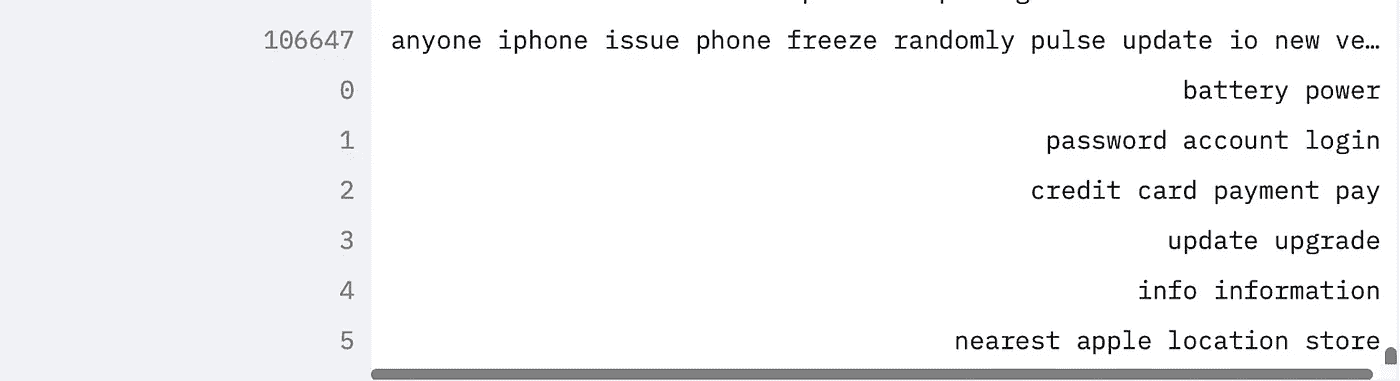 106647 anyone iphone issue phone freeze randomly pulse update io new ve…
0 battery power
1 password account login
2 credit card payment pay
3 update upgrade
4 info information
5 nearest apple location store